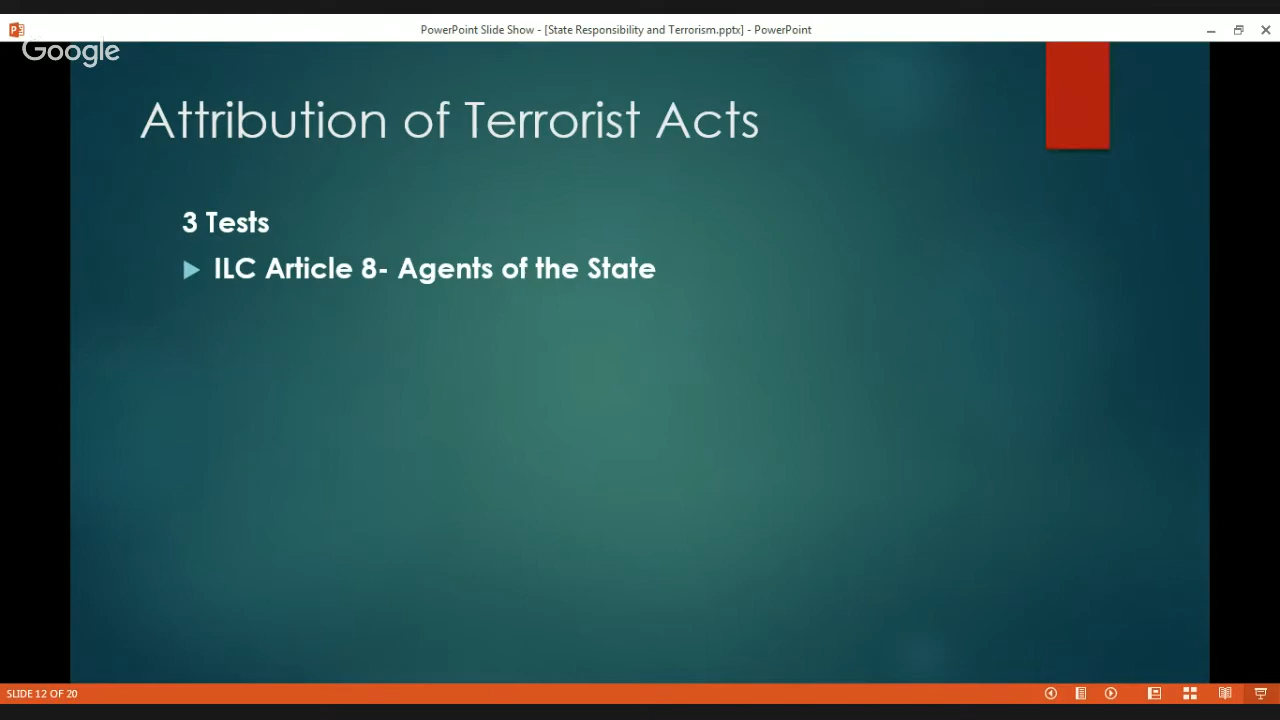 PowerPoint Slide Show - [State Responsibility and Terrorism.pptx] - PowerPoint
Google
Attribution of Terrorist Acts
3 Tests
ILC Article 8- Agents of the State
SLIDE 12 OF 20